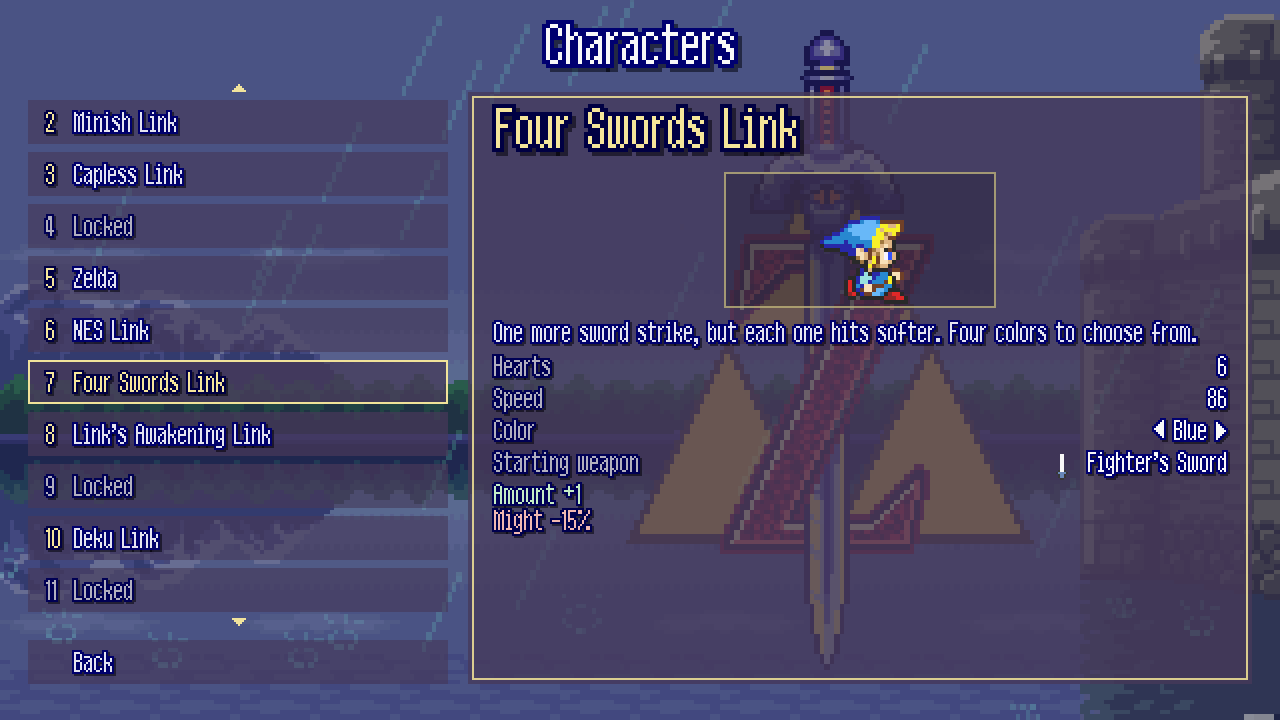 Characters
2 Minish Link
3 Capless Link
4 Locked
5 Zelda
6 NES Link
7 Four Swords Link
8 Link's Awakening Link
9 Locked
10 Deku Link
11 Locked
Back
Four Swords Link
One more sword strike, but each one hits softer. Four colors to choose from.
Hearts 6
Speed 86
Color Blue
Starting weapon Fighter's Sword
Amount +1
Might -15%